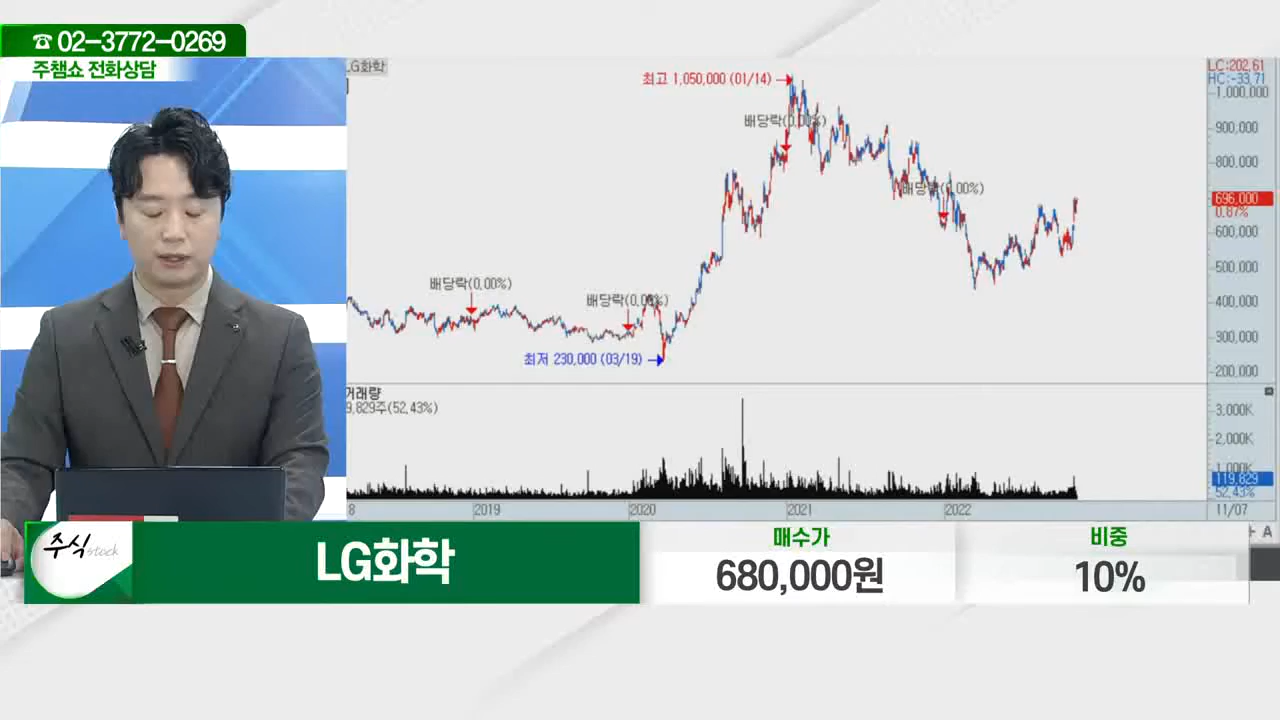 ☎ 02-3772-0269
주챔쇼 전화상담
LG화학
최고 1,050,000 (01/14)
배당락(0.00%)
배당락(0.00%)
배당락(0.00%)
배당락(0.00%)
최저 230,000 (03/19)
LC:202.61
HC:-33.71
1,000,000
900,000
800,000
696,000
0.87%
600,000
500,000
400,000
300,000
200,000
거래량
9,829주(52.43%)
3,000K
2,000K
1,000K
119,829
52.43%
8 2019 2020 2021 2022 11/07
A
주식 stock
LG화학
매수가
680,000원
비중
10%